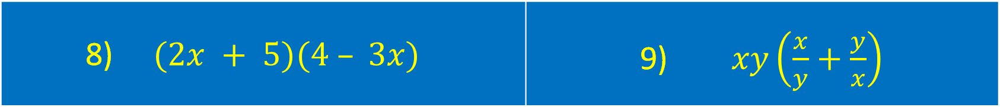 8) (2x + 5)(4 – 3x)
9) xy(x/y + y/x)